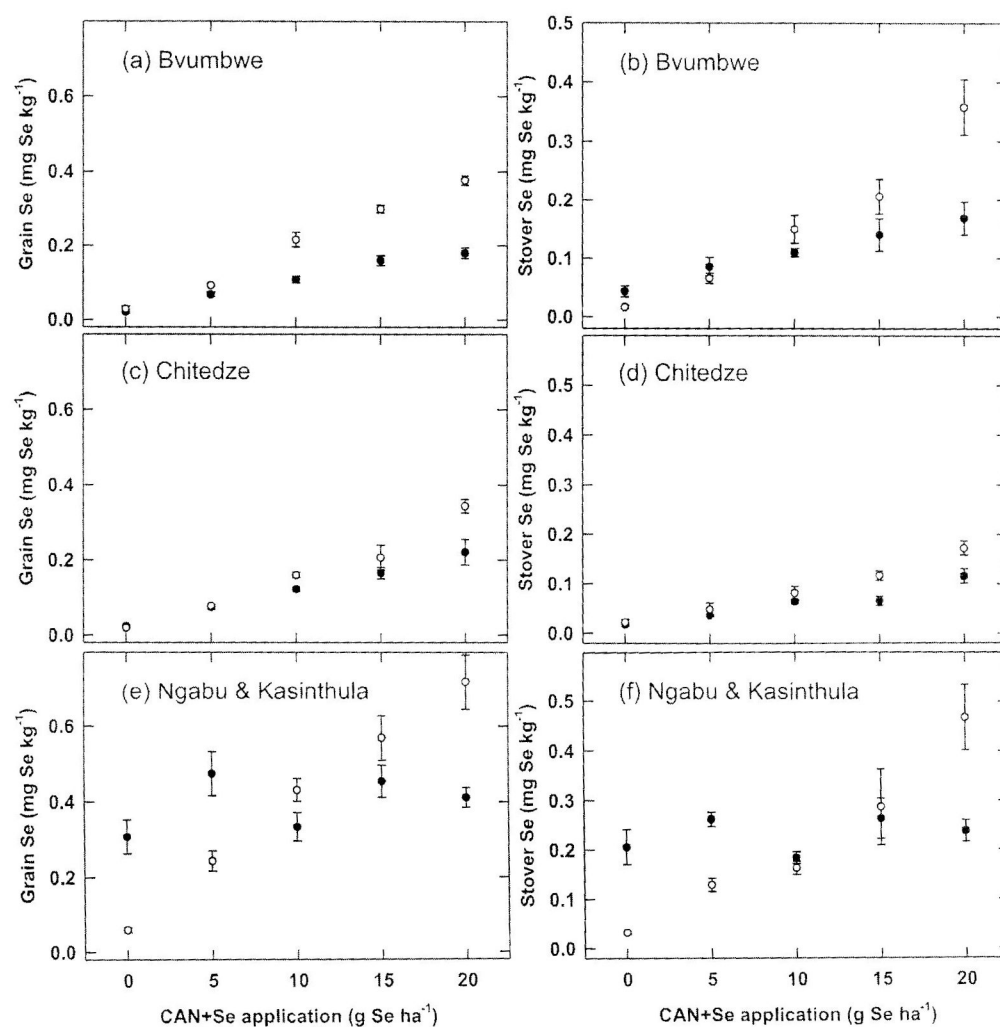 (a) Bvumbwe
Grain Se (mg Se kg⁻¹)
0.6
0.4
0.2
0.0
(b) Bvumbwe
Stover Se (mg Se kg⁻¹)
0.5
0.4
0.3
0.2
0.1
0.0
(c) Chitedze
Grain Se (mg Se kg⁻¹)
0.6
0.4
0.2
0.0
(d) Chitedze
Stover Se (mg Se kg⁻¹)
0.5
0.4
0.3
0.2
0.1
0.0
(e) Ngabu & Kasinthula
Grain Se (mg Se kg⁻¹)
0.6
0.4
0.2
0.0
0 5 10 15 20
CAN+Se application (g Se ha⁻¹)
(f) Ngabu & Kasinthula
Stover Se (mg Se kg⁻¹)
0.5
0.4
0.3
0.2
0.1
0.0
0 5 10 15 20
CAN+Se application (g Se ha⁻¹)